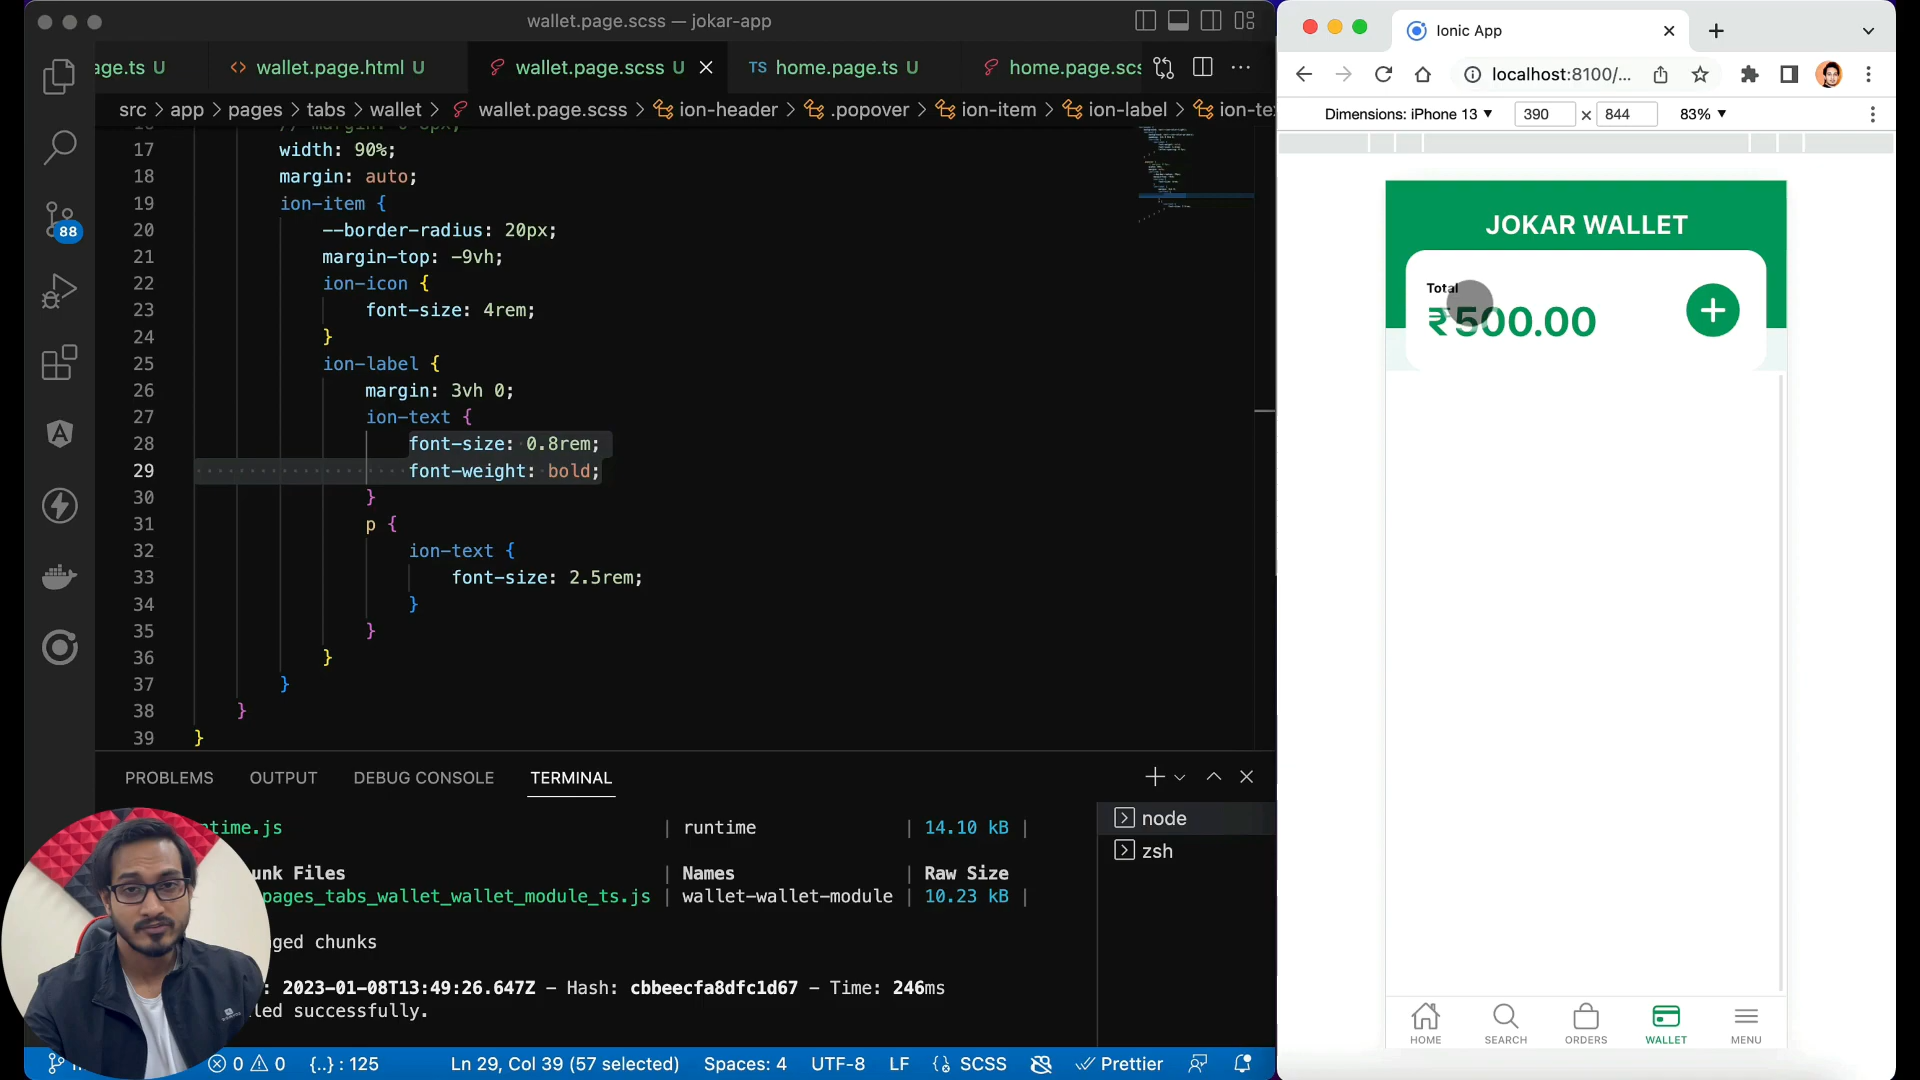 wallet.page.scss — jokar-app
age.ts U
wallet.page.html U
wallet.page.scss U
TS home.page.ts U
home.page.scs
src > app > pages > tabs > wallet > wallet.page.scss > ion-header > .popover > ion-item > ion-label > ion-te
17 width: 90%;
18 margin: auto;
19 ion-item {
20 --border-radius: 20px;
21 margin-top: -9vh;
22 ion-icon {
23 font-size: 4rem;
24 }
25 ion-label {
26 margin: 3vh 0;
27 ion-text {
28 font-size: 0.8rem;
29 font-weight: bold;
30 }
31 p {
32 ion-text {
33 font-size: 2.5rem;
34 }
35 }
36 }
37 }
38 }
39 }
88
PROBLEMS OUTPUT DEBUG CONSOLE TERMINAL
ntime.js | runtime | 14.10 kB |
unk Files | Names | Raw Size
pages_tabs_wallet_wallet_module_ts.js | wallet-wallet-module | 10.23 kB |
ged chunks
: 2023-01-08T13:49:26.647Z - Hash: cbbeecfa8dfc1d67 - Time: 246ms
led successfully.
node
zsh
0 0 {..} : 125 Ln 29, Col 39 (57 selected) Spaces: 4 UTF-8 LF SCSS Prettier
Ionic App
localhost:8100/...
Dimensions: iPhone 13 390 × 844 83%
JOKAR WALLET
Total
₹500.00
HOME SEARCH ORDERS WALLET MENU